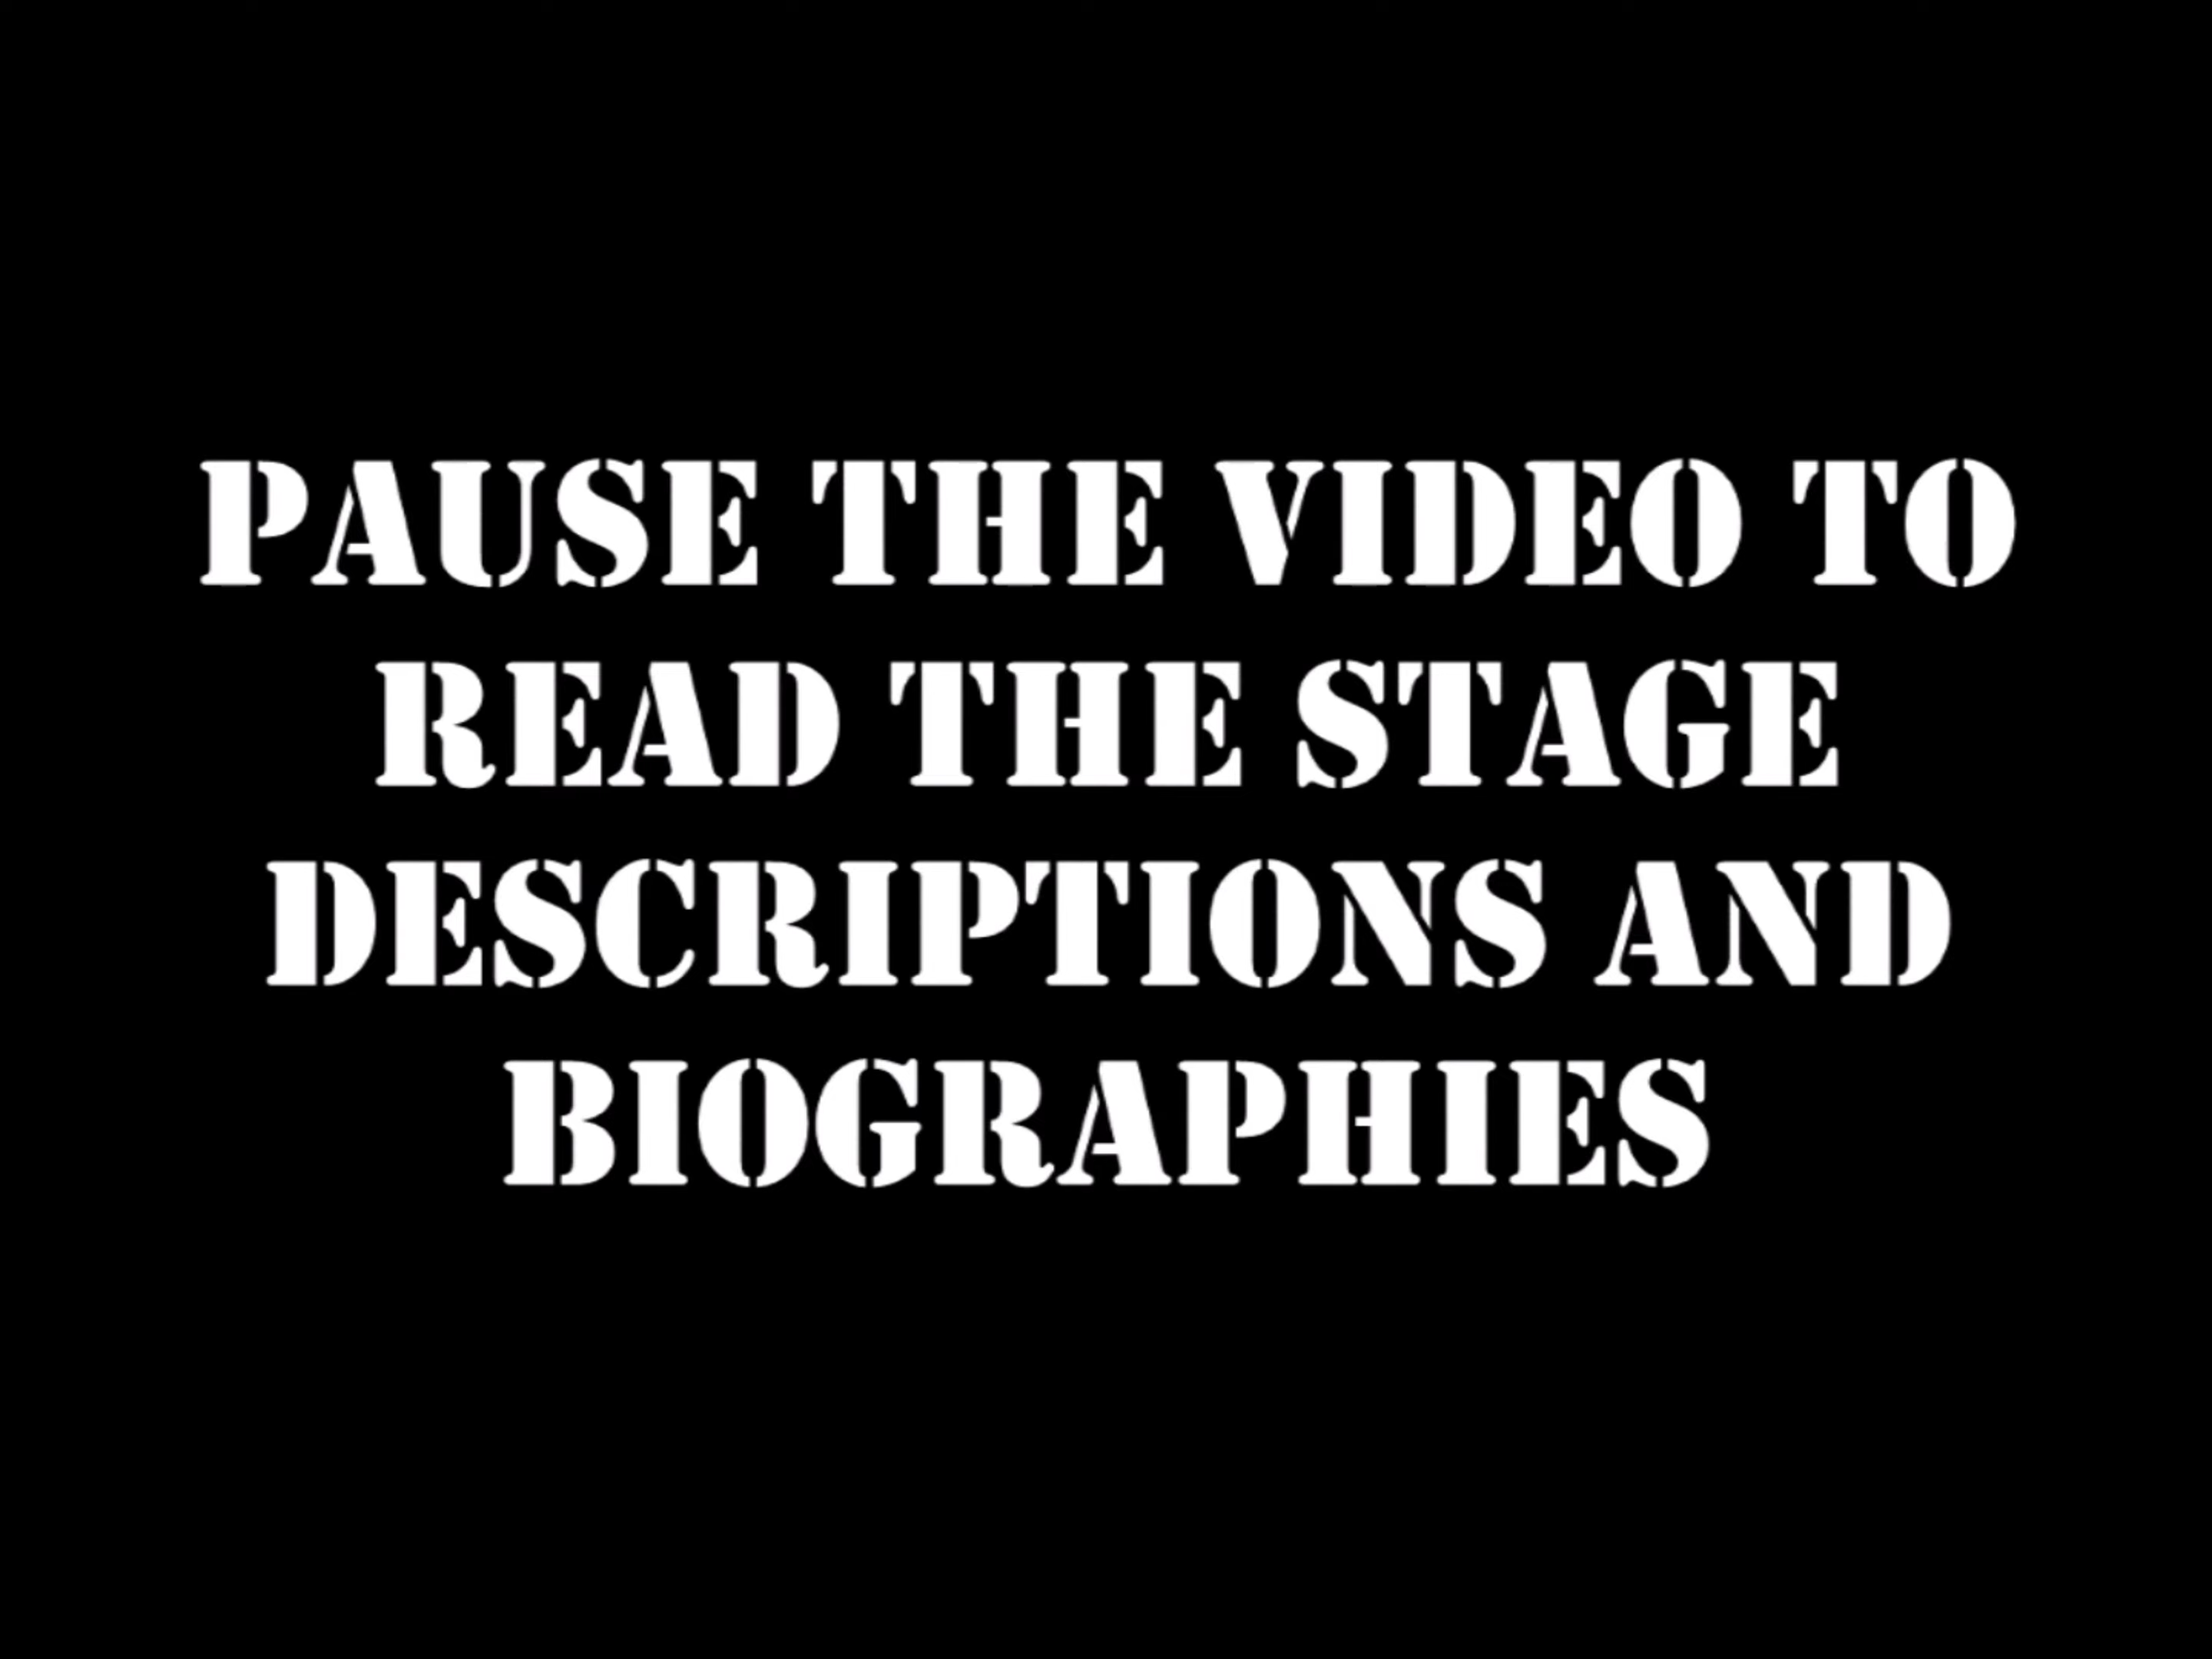 PAUSE THE VIDEO TO
READ THE STAGE
DESCRIPTIONS AND
BIOGRAPHIES